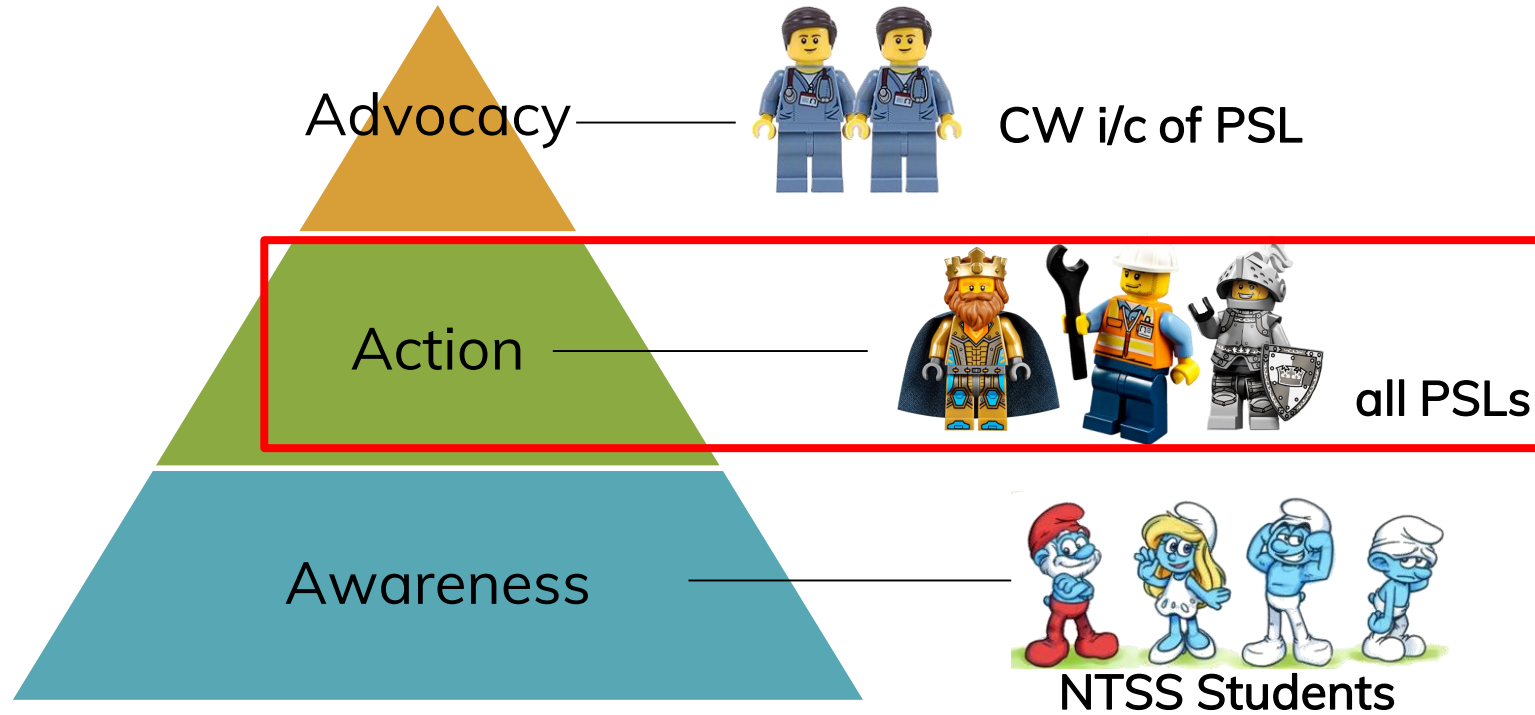 Advocacy
CW i/c of PSL
Action
all PSLs
Awareness
NTSS Students